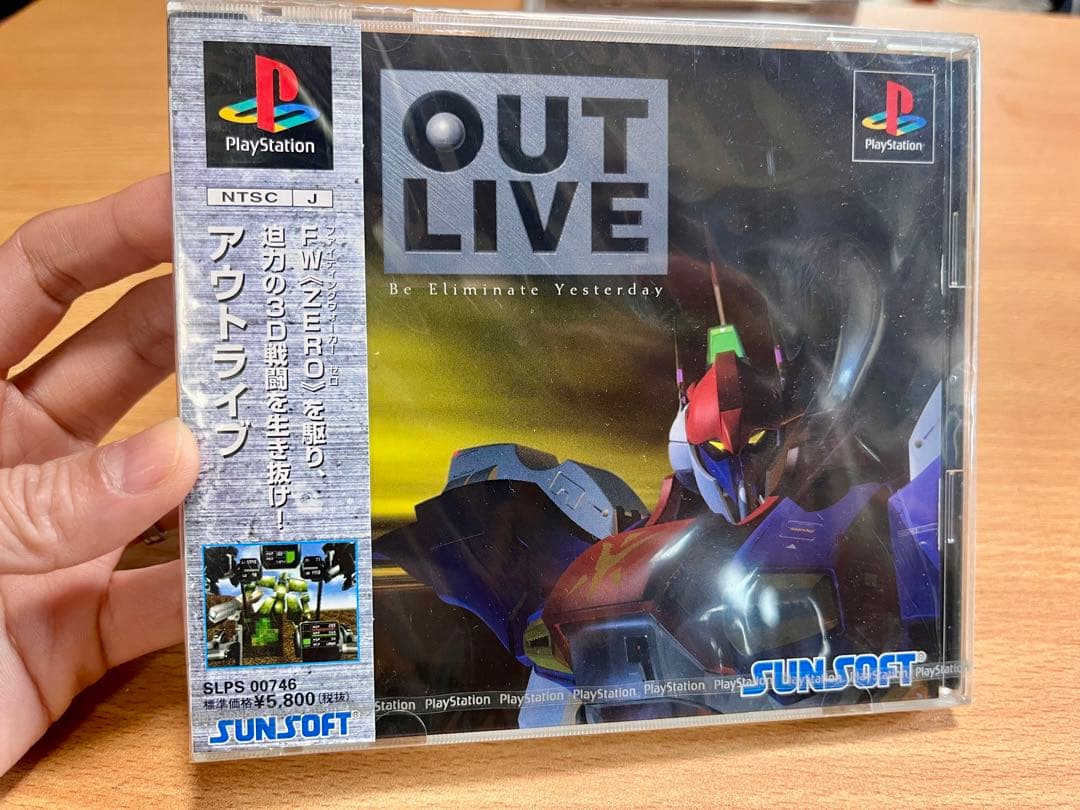 PlayStation
NTSC J
ファイティングウォーカー ゼロ
FW《ZERO》を駆り、
迫力の3D戦闘を生き抜け!
アウトライブ
SLPS 00746
標準価格¥5,800(税抜)
SUNSOFT®
OUT
LIVE
Be Eliminate Yesterday
PlayStation
SUNSOFT®
Station PlayStation PlayStation PlayStation PlayStation PlayStation PlayStation PlayStation